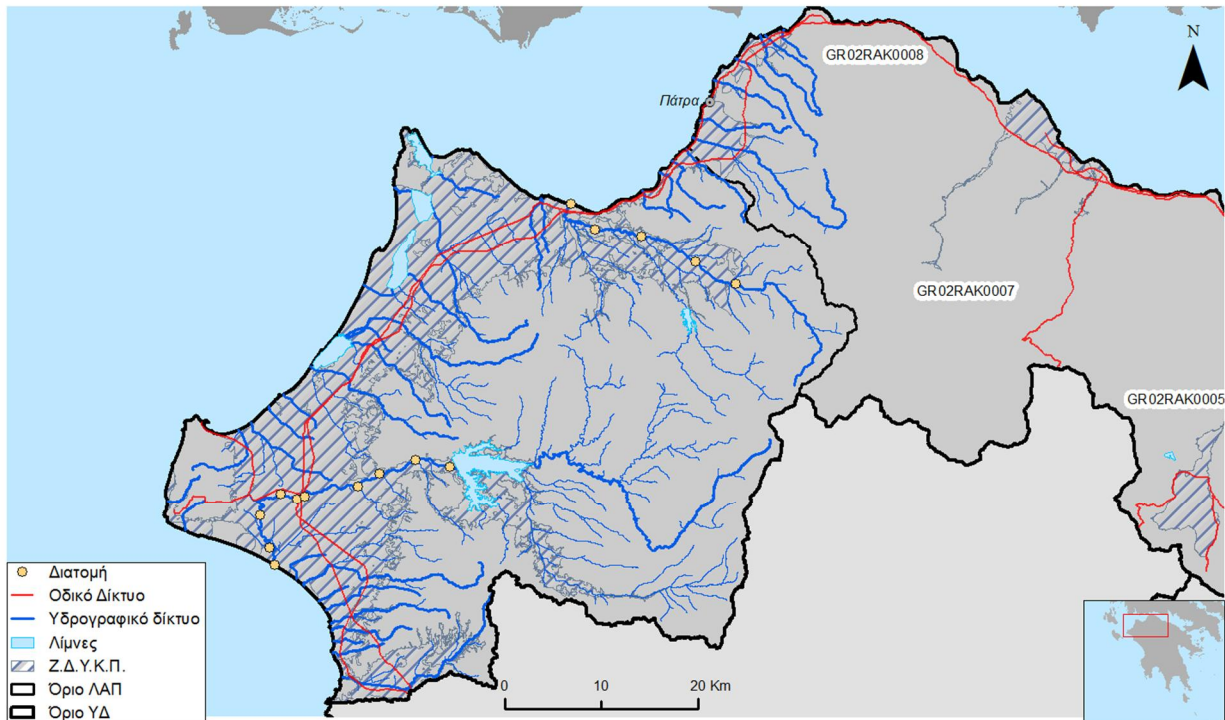 N
GR02RAK0008
Πάτρα
GR02RAK0007
GR02RAK0005
Διατομή
Οδικό Δίκτυο
Υδρογραφικό δίκτυο
Λίμνες
Ζ.Δ.Υ.Κ.Π.
Όριο ΛΑΠ
Όριο ΥΔ
0 10 20 Km